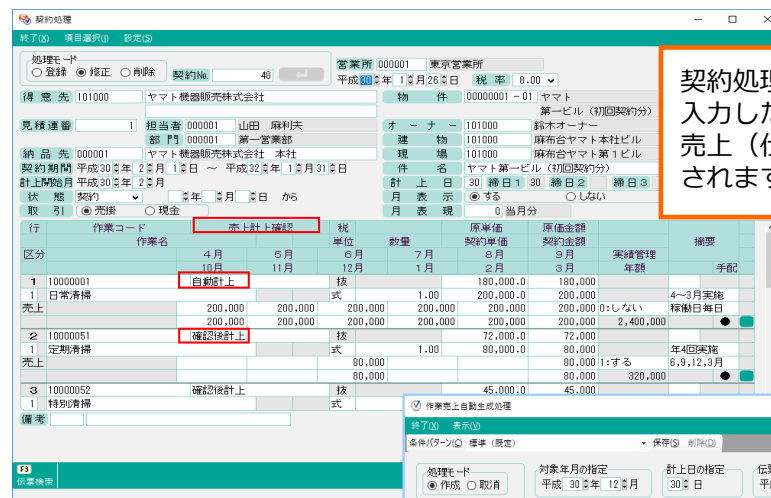 契約処理
終了(X) 項目選択(I) 設定(S)
処理モード
登録 修正 削除 契約No. 48
営業所 000001 東京営業所
平成 30 年 1 月 26 日 税率 8.00
得意先 101000 ヤマト機器販売株式会社
物件 00000001 - 01 ヤマト
第一ビル (初回契約分)
見積連番 1 担当者 000001 山田 麻利夫
オーナー 101000 鈴木オーナー
部門 000001 第一営業部
建物 101000 麻布台ヤマト本社ビル
納品先 000001 ヤマト機器販売株式会社 本社
現場 101000 麻布台ヤマト第1ビル
契約期間 平成 30 年 2 月 1 日 ~ 平成 32 年 1 月 31 日
件名 ヤマト第一ビル (初回契約分)
計上開始月 平成 30 年 2 月
計上日 30 締日1 30 締日2 締日3
状態 契約 年 月 日 から
月表示 する しない
取引 売掛 現金
月表現 0 当月分
行 作業コード 売上計上確認 税 原単価 原価金額
作業名 単位 数量 契約単価 契約金額 摘要
区分 4月 5月 6月 7月 8月 9月 実績管理
10月 11月 12月 1月 2月 3月 年額 手配
1 10000001 自動計上 抜 180,000.0 180,000
1 日常清掃 式 1.00 200,000.0 200,000 4~3月実施
売上 200,000 200,000 200,000 200,000 200,000 200,000 0:しない 稼働日毎日
200,000 200,000 200,000 200,000 200,000 200,000 2,400,000 ●
2 10000051 確認後計上 抜 72,000.0 72,000
1 定期清掃 式 1.00 80,000.0 80,000 年4回実施
売上 80,000 80,000 1:する 6,9,12,3月
80,000 80,000 320,000 ●
3 10000052 確認後計上 抜 45,000.0 45,000
1 特別清掃 式
備考
F3
伝票検索
契約処理
入力した
売上(仕
されます
作業売上自動生成処理
終了(X) 表示(V)
条件パターン(C) 標準 (既定) 保存(S) 削除(D)
処理モード 対象年月の指定 計上日の指定 伝票
作成 取消 平成 30 年 12 月 30 日